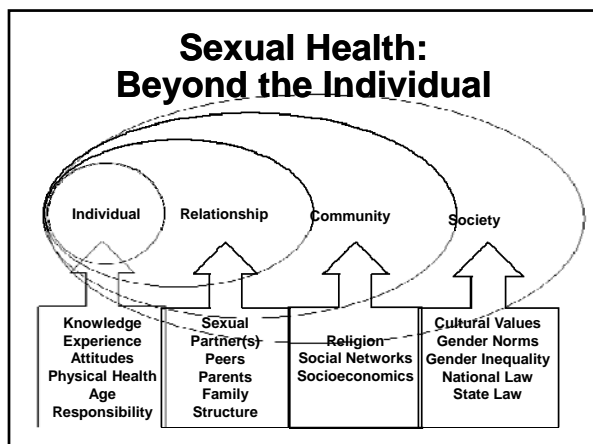 Sexual Health:
Beyond the Individual
Individual
Relationship
Community
Society
Knowledge
Experience
Attitudes
Physical Health
Age
Responsibility
Sexual
Partner(s)
Peers
Parents
Family
Structure
Religion
Social Networks
Socioeconomics
Cultural Values
Gender Norms
Gender Inequality
National Law
State Law